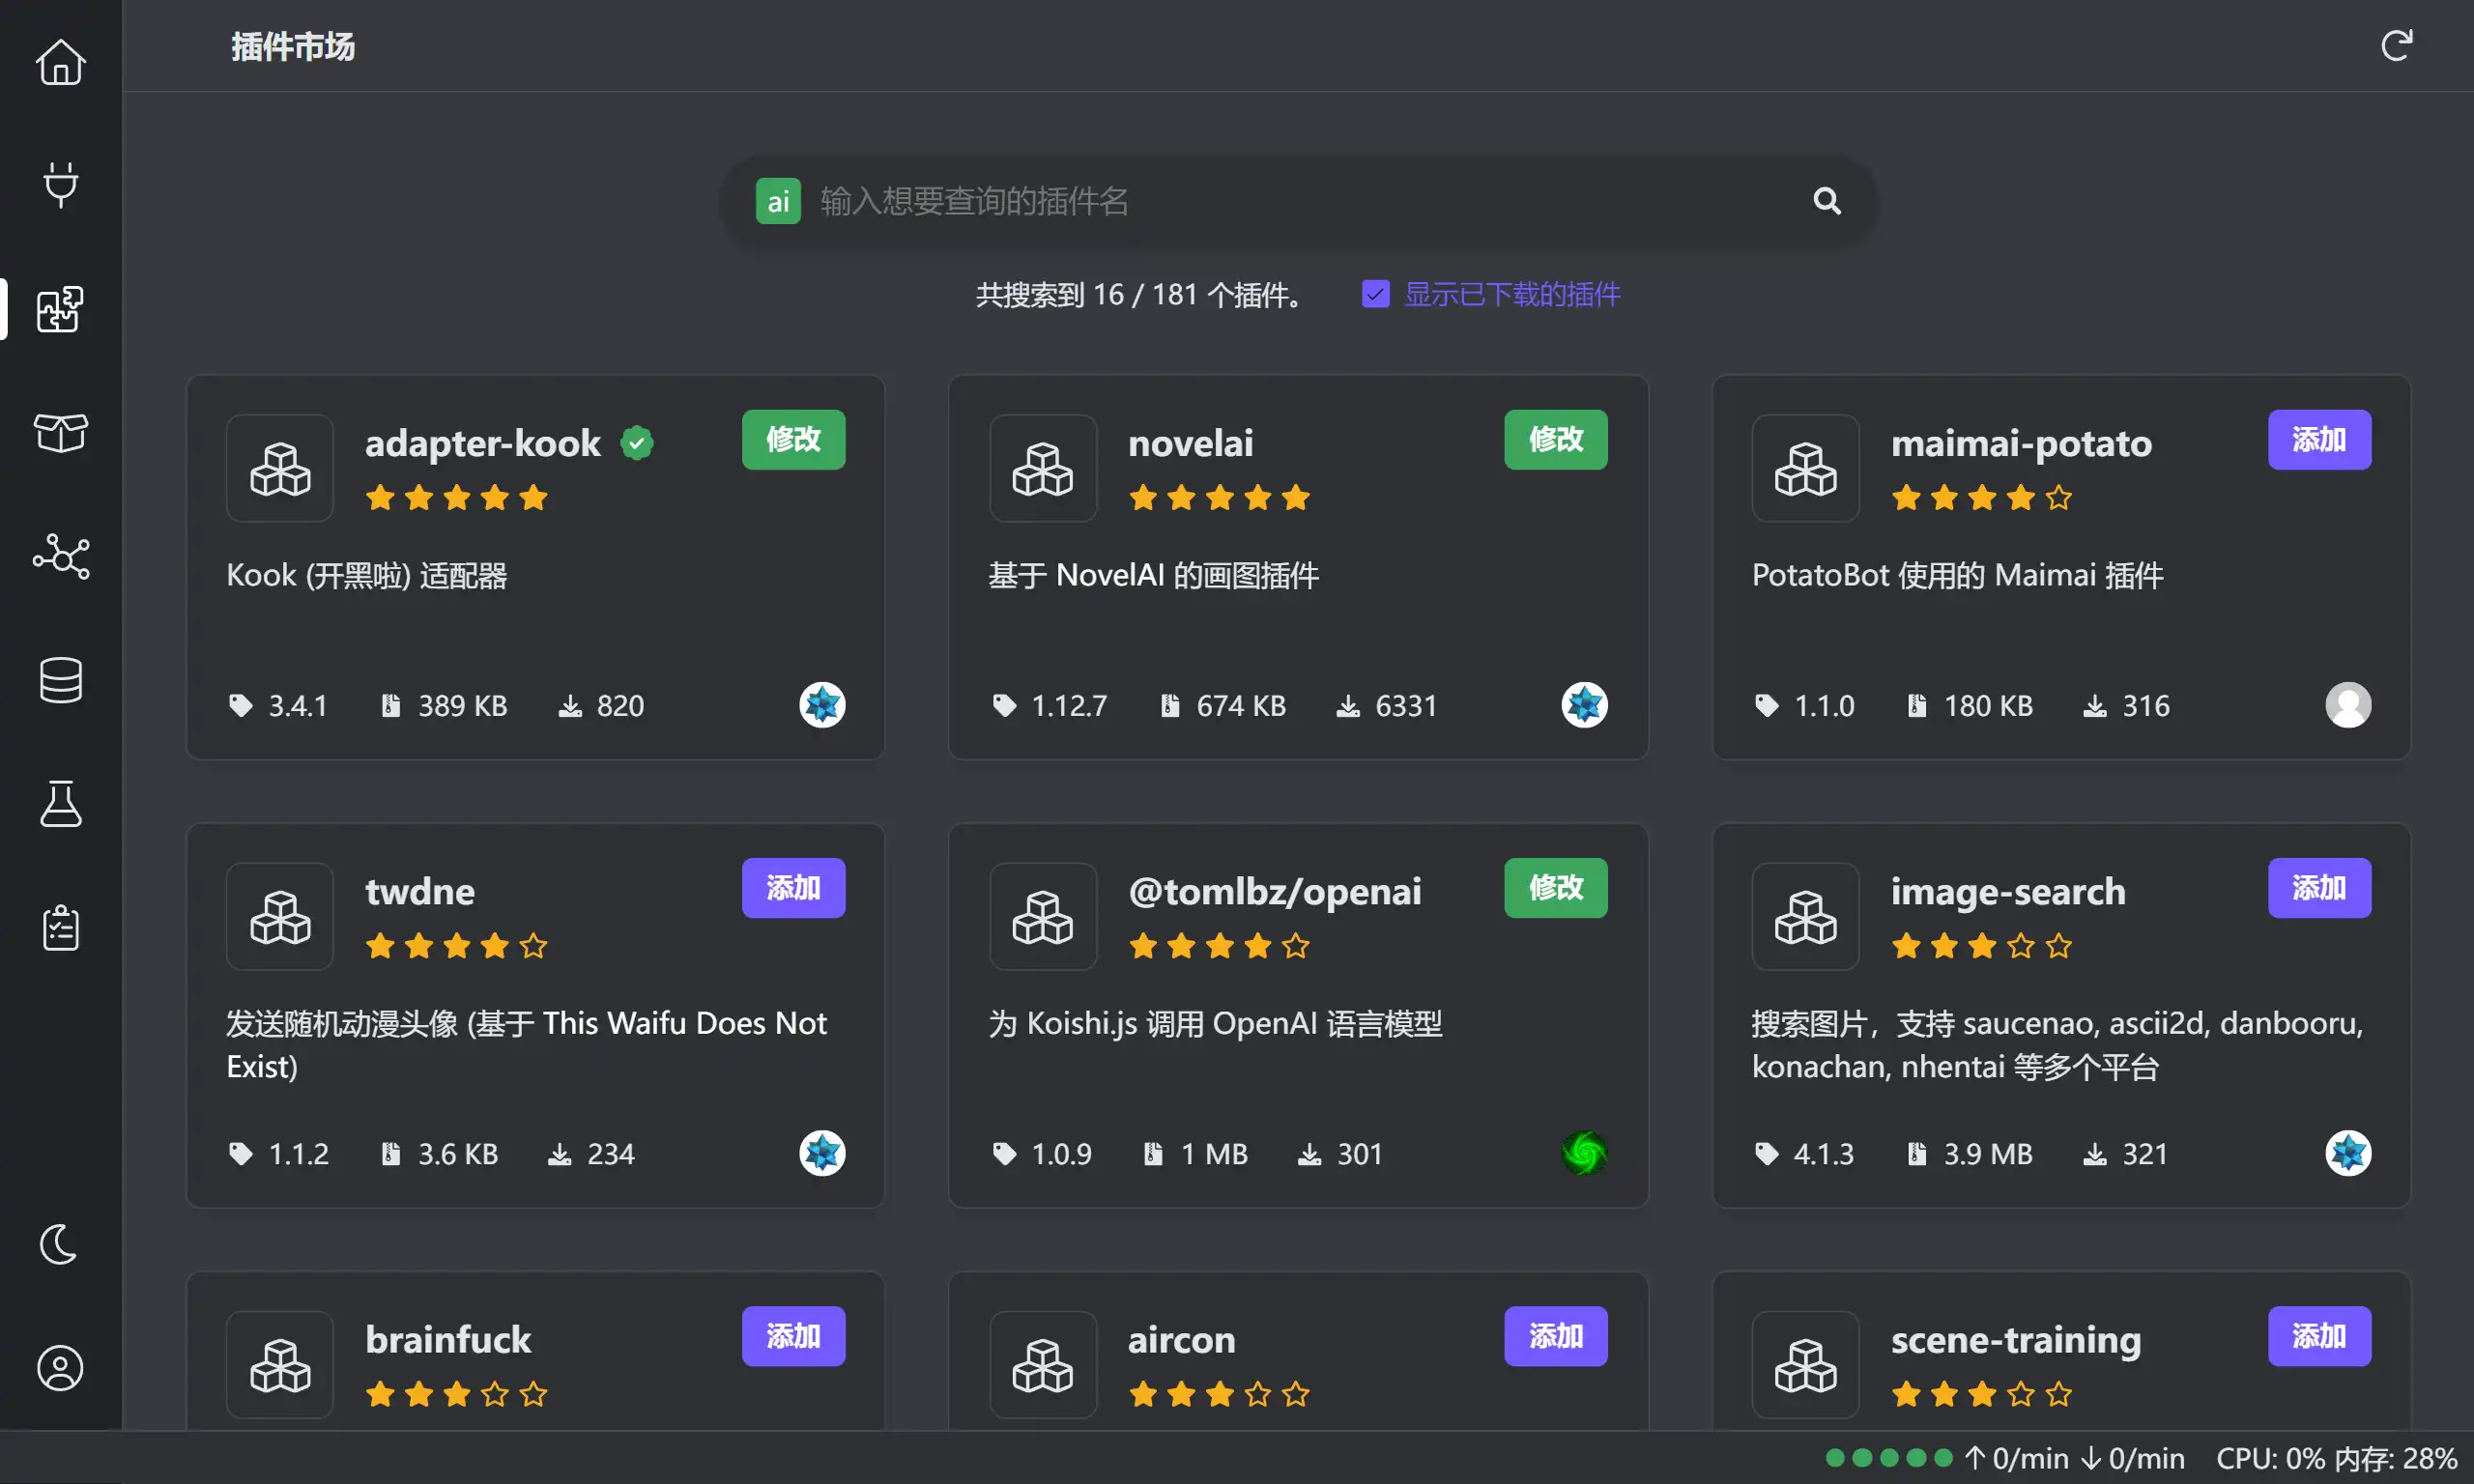 插件市场
ai 输入想要查询的插件名
共搜索到 16 / 181 个插件。 显示已下载的插件
adapter-kook 修改
Kook (开黑啦) 适配器
3.4.1 389 KB 820
novelai 修改
基于 NovelAI 的画图插件
1.12.7 674 KB 6331
maimai-potato 添加
PotatoBot 使用的 Maimai 插件
1.1.0 180 KB 316
twdne 添加
发送随机动漫头像 (基于 This Waifu Does Not
Exist)
1.1.2 3.6 KB 234
@tomlbz/openai 修改
为 Koishi.js 调用 OpenAI 语言模型
1.0.9 1 MB 301
image-search 添加
搜索图片，支持 saucenao, ascii2d, danbooru,
konachan, nhentai 等多个平台
4.1.3 3.9 MB 321
brainfuck 添加
aircon 添加
scene-training 添加
↑ 0/min ↓ 0/min CPU: 0% 内存: 28%